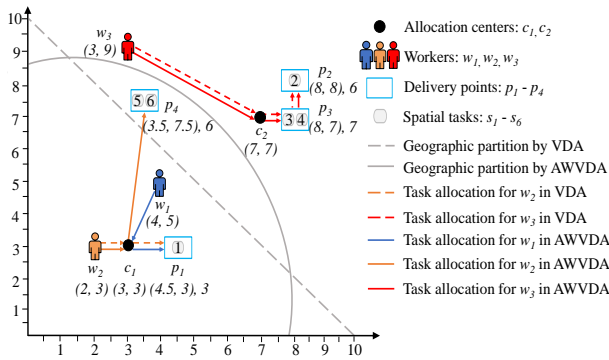 10
9
8
7
6
5
4
3
2
1
1 2 3 4 5 6 7 8 9 10
w3
(3, 9)
5 6
p4
(3.5, 7.5), 6
2
p2
(8, 8), 6
3 4
p3
(8, 7), 7
c2
(7, 7)
w1
(4, 5)
1
w2
c1
p1
(2, 3) (3, 3) (4.5, 3), 3
Allocation centers: c1, c2
Workers: w1, w2, w3
Delivery points: p1 - p4
Spatial tasks: s1 - s6
Geographic partition by VDA
Geographic partition by AWVDA
Task allocation for w2 in VDA
Task allocation for w3 in VDA
Task allocation for w1 in AWVDA
Task allocation for w2 in AWVDA
Task allocation for w3 in AWVDA